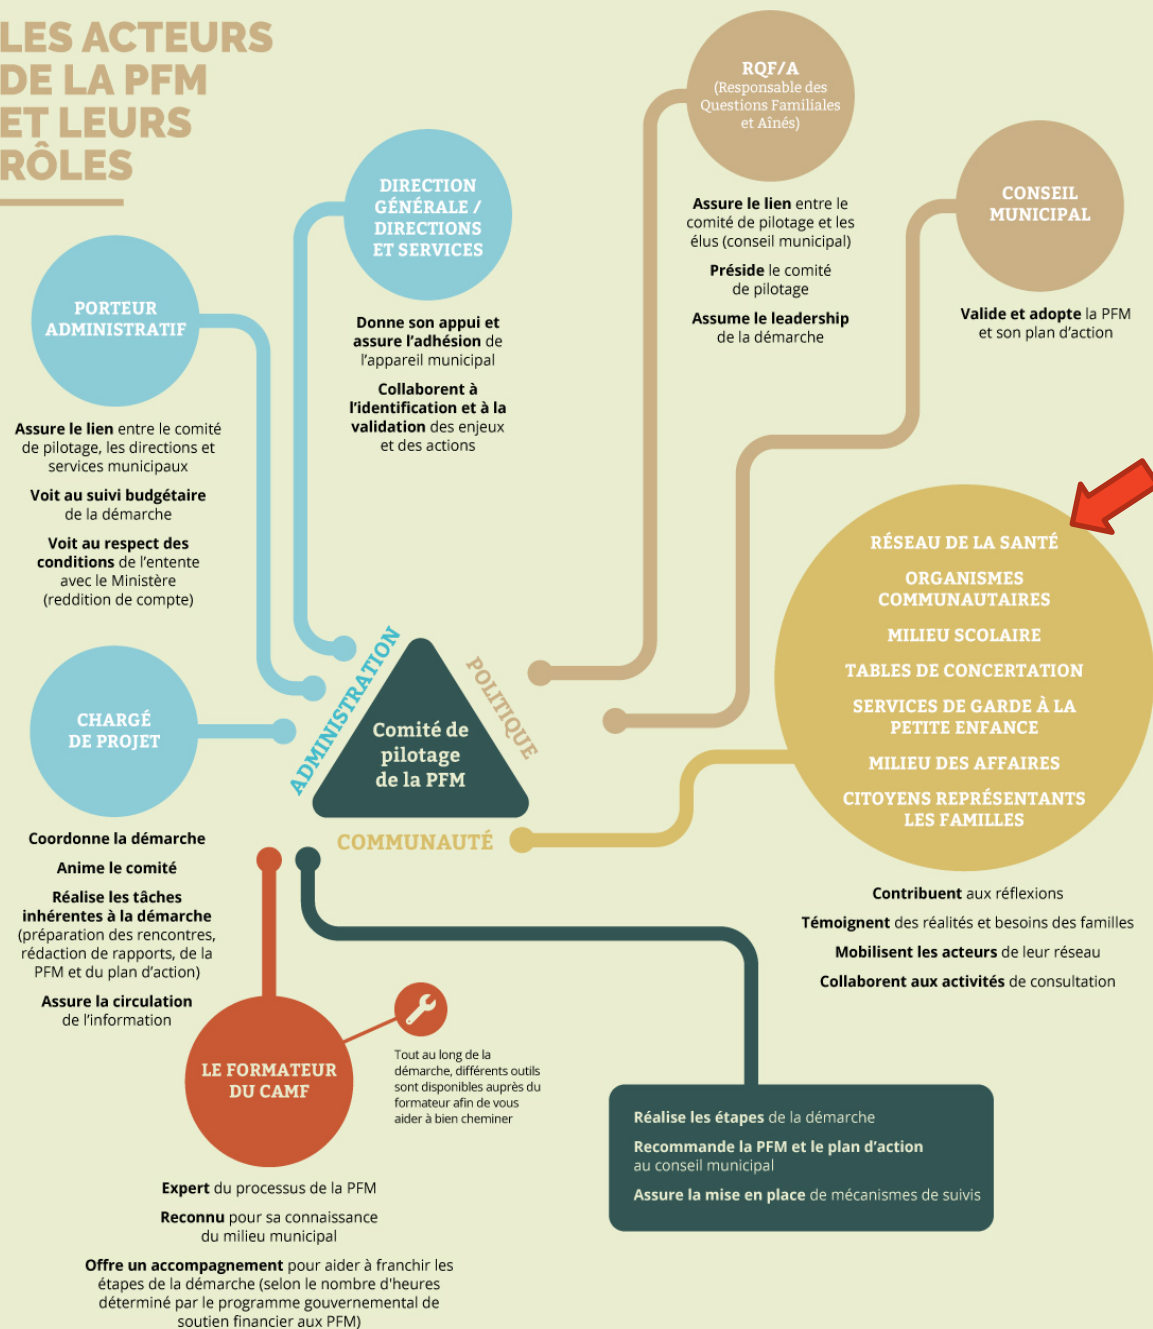 LES ACTEURS
DE LA PFM
ET LEURS
RÔLES
RQF/A
(Responsable des
Questions Familiales
et Aînés)
Assure le lien entre le
comité de pilotage et les
élus (conseil municipal)
Préside le comité
de pilotage
Assume le leadership
de la démarche
CONSEIL
MUNICIPAL
Valide et adopte la PFM
et son plan d'action
DIRECTION
GÉNÉRALE /
DIRECTIONS
ET SERVICES
Donne son appui et
assure l'adhésion de
l'appareil municipal
Collaborent à
l'identification et à la
validation des enjeux
et des actions
PORTEUR
ADMINISTRATIF
Assure le lien entre le comité
de pilotage, les directions et
services municipaux
Voit au suivi budgétaire
de la démarche
Voit au respect des
conditions de l'entente
avec le Ministère
(reddition de compte)
RÉSEAU DE LA SANTÉ
ORGANISMES
COMMUNAUTAIRES
MILIEU SCOLAIRE
TABLES DE CONCERTATION
SERVICES DE GARDE À LA
PETITE ENFANCE
MILIEU DES AFFAIRES
CITOYENS REPRÉSENTANTS
LES FAMILLES
Contribuent aux réflexions
Témoignent des réalités et besoins des familles
Mobilisent les acteurs de leur réseau
Collaborent aux activités de consultation
ADMINISTRATION
POLITIQUE
Comité de
pilotage
de la PFM
COMMUNAUTÉ
CHARGÉ
DE PROJET
Coordonne la démarche
Anime le comité
Réalise les tâches
inhérentes à la démarche
(préparation des rencontres,
rédaction de rapports, de la
PFM et du plan d'action)
Assure la circulation
de l'information
LE FORMATEUR
DU CAMF
Tout au long de la
démarche, différents outils
sont disponibles auprès du
formateur afin de vous
aider à bien cheminer
Expert du processus de la PFM
Reconnu pour sa connaissance
du milieu municipal
Offre un accompagnement pour aider à franchir les
étapes de la démarche (selon le nombre d'heures
déterminé par le programme gouvernemental de
soutien financier aux PFM)
Réalise les étapes de la démarche
Recommande la PFM et le plan d'action
au conseil municipal
Assure la mise en place de mécanismes de suivis